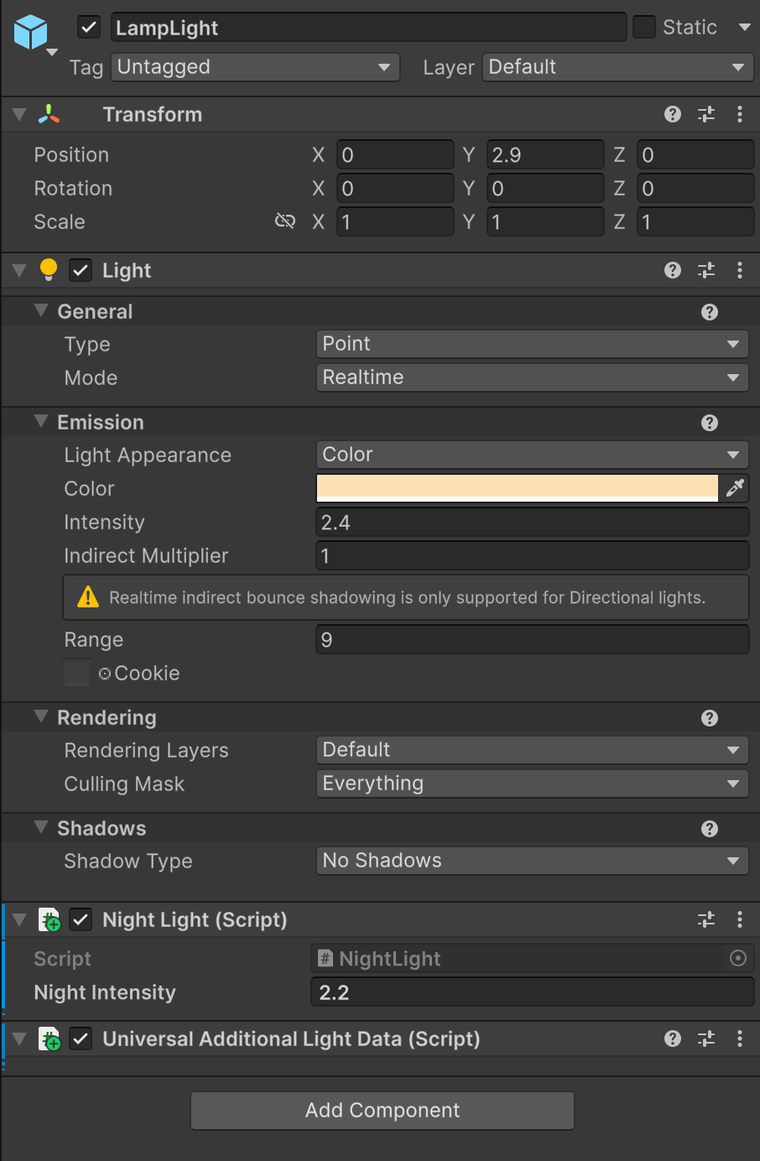 LampLight Static
Tag Untagged Layer Default
Transform
Position X 0 Y 2.9 Z 0
Rotation X 0 Y 0 Z 0
Scale X 1 Y 1 Z 1
Light
General
Type Point
Mode Realtime
Emission
Light Appearance Color
Color
Intensity 2.4
Indirect Multiplier 1
Realtime indirect bounce shadowing is only supported for Directional lights.
Range 9
Cookie
Rendering
Rendering Layers Default
Culling Mask Everything
Shadows
Shadow Type No Shadows
# Night Light (Script)
Script # NightLight
Night Intensity 2.2
# Universal Additional Light Data (Script)
Add Component